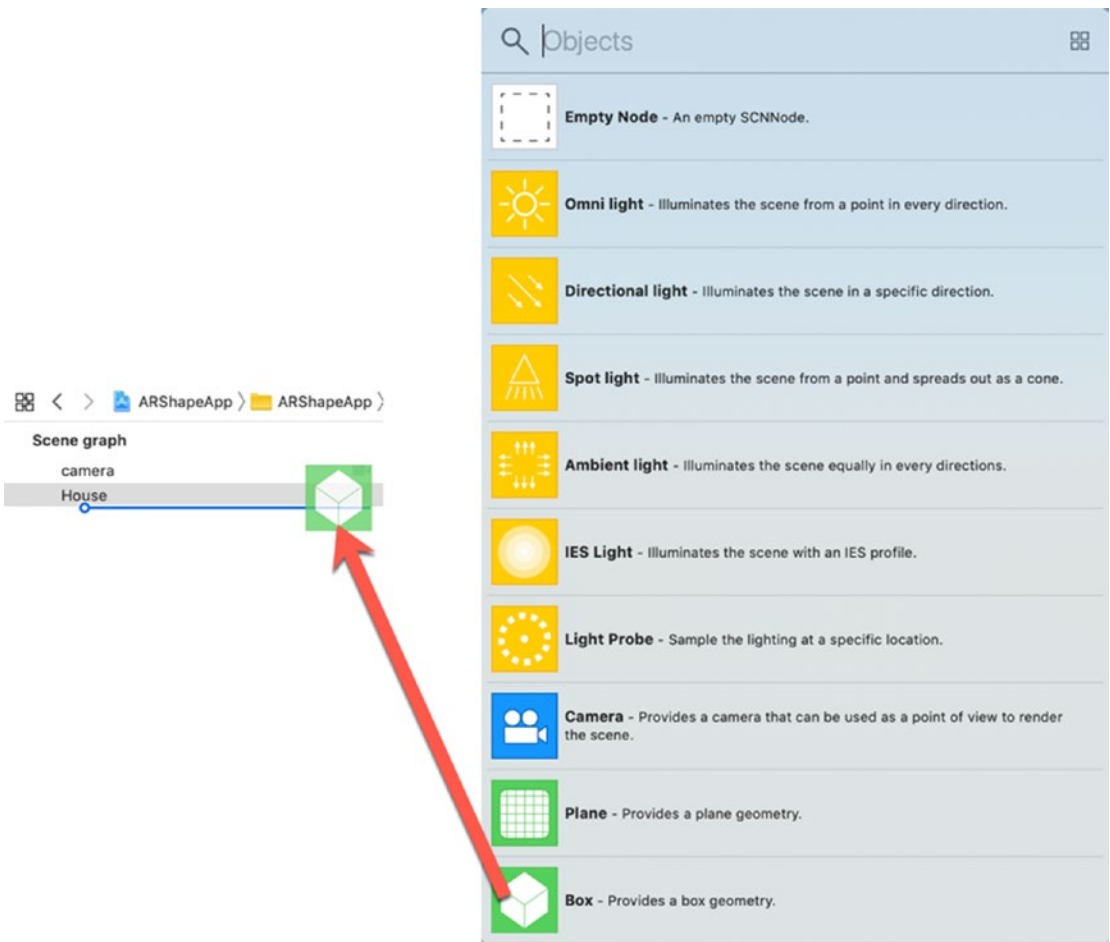 ARShapeApp 〉 ARShapeApp 〉
Scene graph
camera
House
Objects
Empty Node - An empty SCNNode.
Omni light - Illuminates the scene from a point in every direction.
Directional light - Illuminates the scene in a specific direction.
Spot light - Illuminates the scene from a point and spreads out as a cone.
Ambient light - Illuminates the scene equally in every directions.
IES Light - Illuminates the scene with an IES profile.
Light Probe - Sample the lighting at a specific location.
Camera - Provides a camera that can be used as a point of view to render
the scene.
Plane - Provides a plane geometry.
Box - Provides a box geometry.